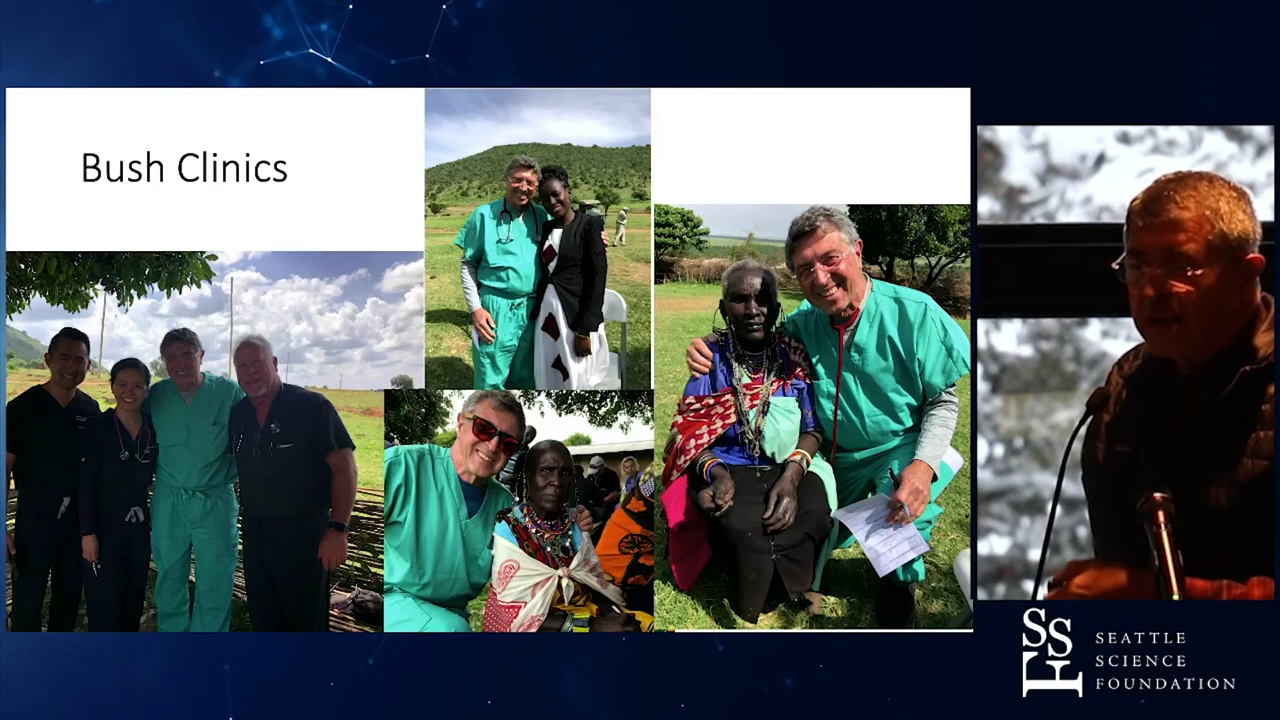 Bush Clinics
SSF
SEATTLE
SCIENCE
FOUNDATION